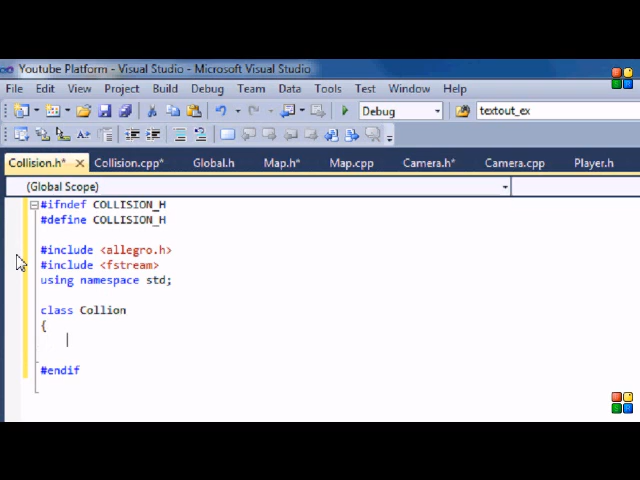 Youtube Platform - Visual Studio - Microsoft Visual Studio
File Edit View Project Build Debug Team Data Tools Test Window Help
Debug textout_ex
Collision.h* Collision.cpp* Global.h Map.h* Map.cpp Camera.h* Camera.cpp Player.h
(Global Scope)
#ifndef COLLISION_H
#define COLLISION_H
#include <allegro.h>
#include <fstream>
using namespace std;
class Collion
{
#endif